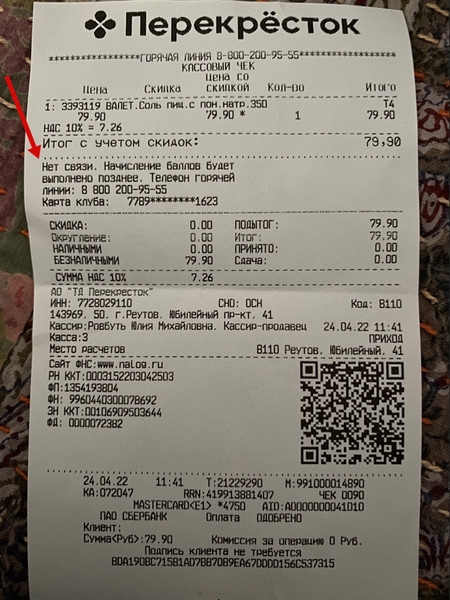 Перекрёсток
********************ГОРЯЧАЯ ЛИНИЯ 8-800-200-95-55********************
КАССОВЫЙ ЧЕК
Цена со
Цена Скидка скидкой Кол-во Итого
1: 3393119 ВАЛЕТ.Соль пищ.с пон.натр.350 Т4
79.90 79.90 * 1 79.90
НДС 10% = 7.26
Итог с учетом скидок: 79.90
Нет связи. Начисление баллов будет
выполнено позднее. Телефон горячей
линии: 8 800 200-95-55
Карта клуба: 7789********1623
СКИДКА: 0.00 ПОДЫТОГ: 79.90
Округление: 0.00 Итог: 79.90
НАЛИЧНЫМИ 0.00 ПРИНЯТО: 0.00
БЕЗНАЛИЧНЫМИ 79.90 Сдача: 0.00
СУММА НДС 10% 7.26
АО "ТД Перекресток"
ИНН: 7728029110 СНО: ОСН Код: B110
143969, 50, г.Реутов, Юбилейный пр-кт, 41
Кассир:Ровбуть Юлия Михайловна. Кассир-продавец 24.04.22 11:41
Касса:3 ПРИХОД
Место расчетов B110 Реутов, Юбилейный, 41
Сайт ФНС:www.nalog.ru
РН ККТ:0003152203042503
ФП:1354193804
ФН: 9960440300078692
ЗН ККТ:00106909503644
ФД: 0000072382
24.04.22 11:41 T:21229290 M:991000014890
КА:072047 RRN:419913881407 ЧЕК 0090
MASTERCARD<E1> *4750 AID:A0000000041010
ПАО СБЕРБАНК Оплата ОДОБРЕНО
Клиент:
Сумма(Руб):79.90 Комиссия за операцию 0 Руб.
Подпись клиента не требуется